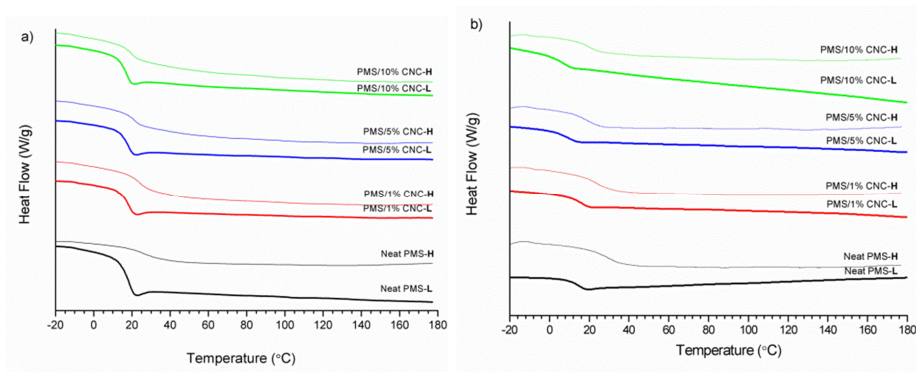 a)
Heat Flow (W/g)
PMS/10% CNC-H
PMS/10% CNC-L
PMS/5% CNC-H
PMS/5% CNC-L
PMS/1% CNC-H
PMS/1% CNC-L
Neat PMS-H
Neat PMS-L
-20 0 20 40 60 80 100 120 140 160 180
Temperature (°C)
b)
Heat Flow (W/g)
PMS/10% CNC-H
PMS/10% CNC-L
PMS/5% CNC-H
PMS/5% CNC-L
PMS/1% CNC-H
PMS/1% CNC-L
Neat PMS-H
Neat PMS-L
-20 0 20 40 60 80 100 120 140 160 180
Temperature (°C)